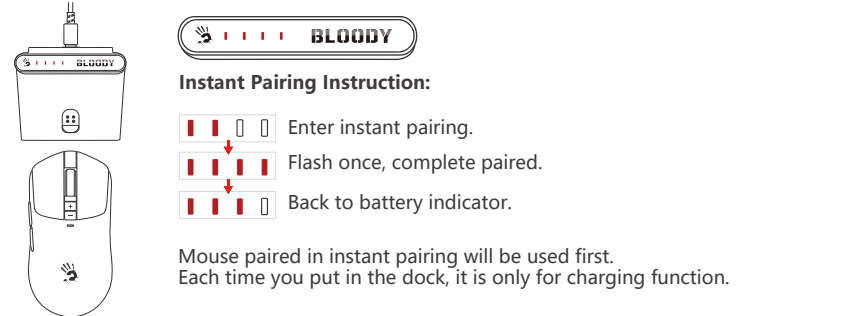 BLOODY
BLOODY
Instant Pairing Instruction:
Enter instant pairing.
Flash once, complete paired.
Back to battery indicator.
Mouse paired in instant pairing will be used first.
Each time you put in the dock, it is only for charging function.